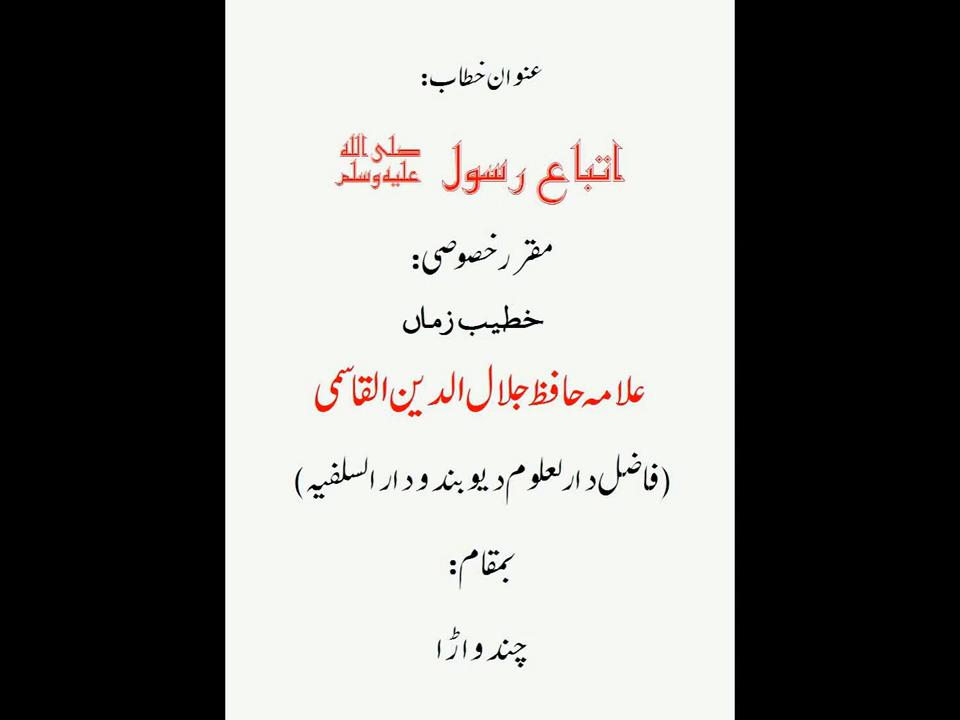 عنوان خطاب:
اتباع رسول صلی اللہ علیہ وسلم
مقرر خصوصی:
خطیب زماں
علامہ حافظ جلال الدین القاسمی
(فاضل دارلعلوم دیوبند و دار السلفیہ)
بمقام:
چندواڑا